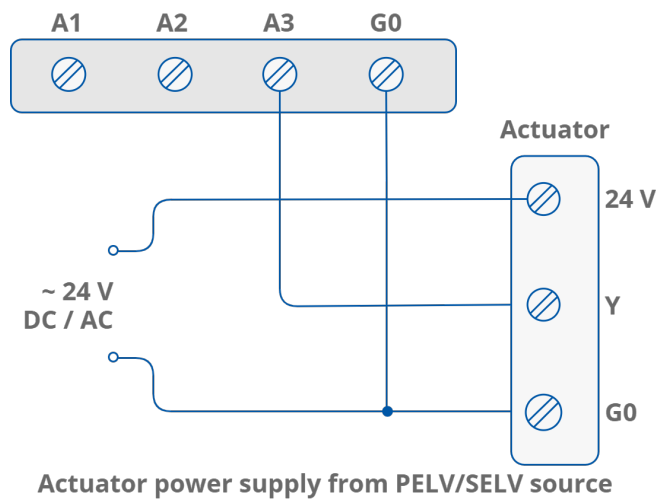 A1 A2 A3 G0
Actuator
24 V
~ 24 V
DC / AC
Y
G0
Actuator power supply from PELV/SELV source